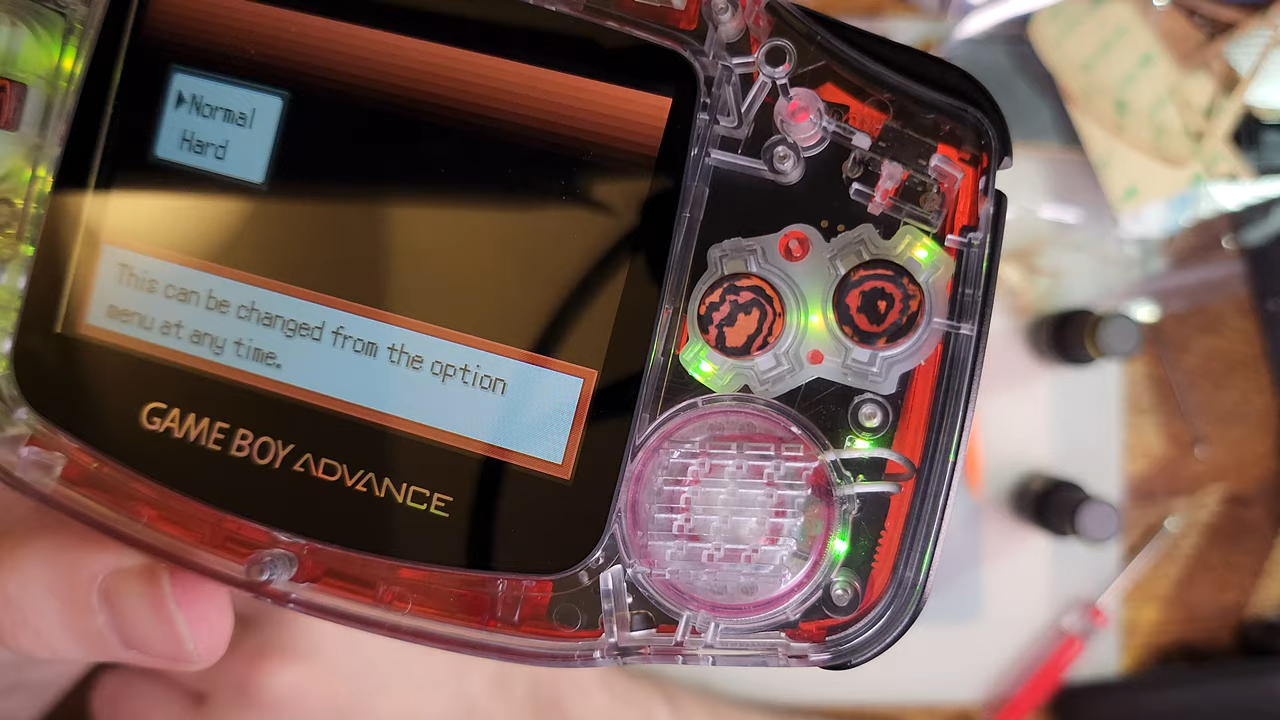 ▶Normal
Hard
This can be changed from the option
menu at any time.
GAME BOY ADVANCE